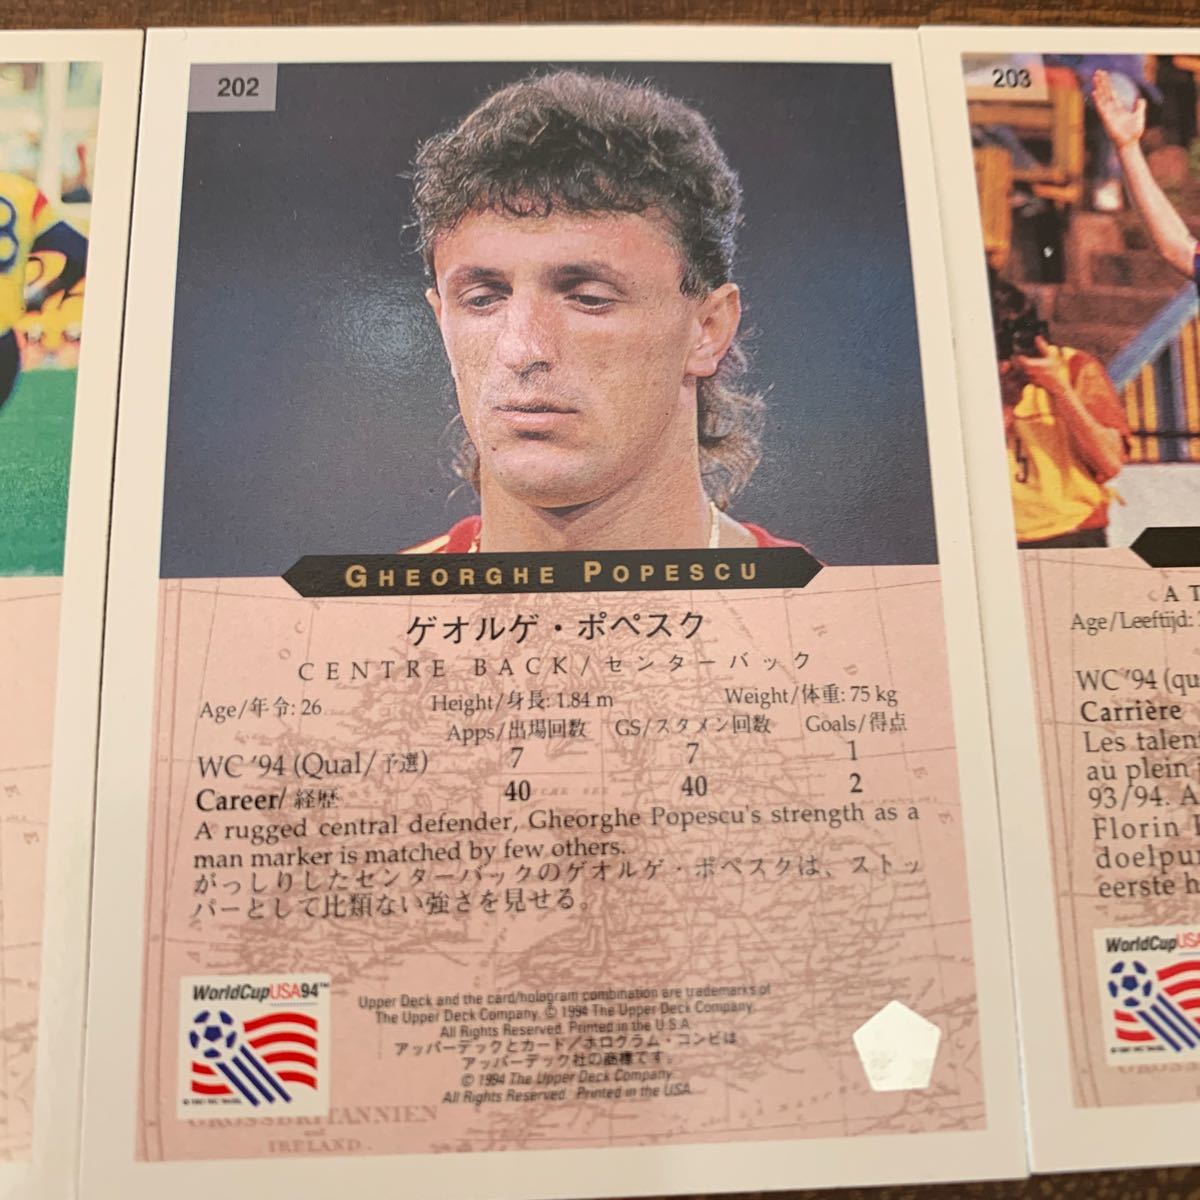 202
GHEORGHE POPESCU
ゲオルゲ・ポペスク
CENTRE BACK/センターバック
Age/年令: 26 Height/身長: 1.84 m Weight/体重: 75 kg
Apps/出場回数 GS/スタメン回数 Goals/得点
WC '94 (Qual/予選) 7 7 1
Career/経歴 40 40 2
A rugged central defender, Gheorghe Popescu's strength as a
man marker is matched by few others.
がっしりしたセンターバックのゲオルゲ・ポペスクは、ストッ
パーとして比類ない強さを見せる。
WorldCupUSA94™
Upper Deck and the card/hologram combination are trademarks of
The Upper Deck Company. © 1994 The Upper Deck Company.
All Rights Reserved. Printed in the U.S.A.
アッパーデックとカード／ホログラム・コンビは
アッパーデック社の商標です。
© 1994 The Upper Deck Company.
All Rights Reserved. Printed in the USA.
GROSSBRITANNIEN
IRELAND
203
AT
Age/Leeftijd:
WC '94 (qu
Carrière
Les talen
au plein
93/94. A
Florin
doelpu
eerste h
WorldCupUSA
8